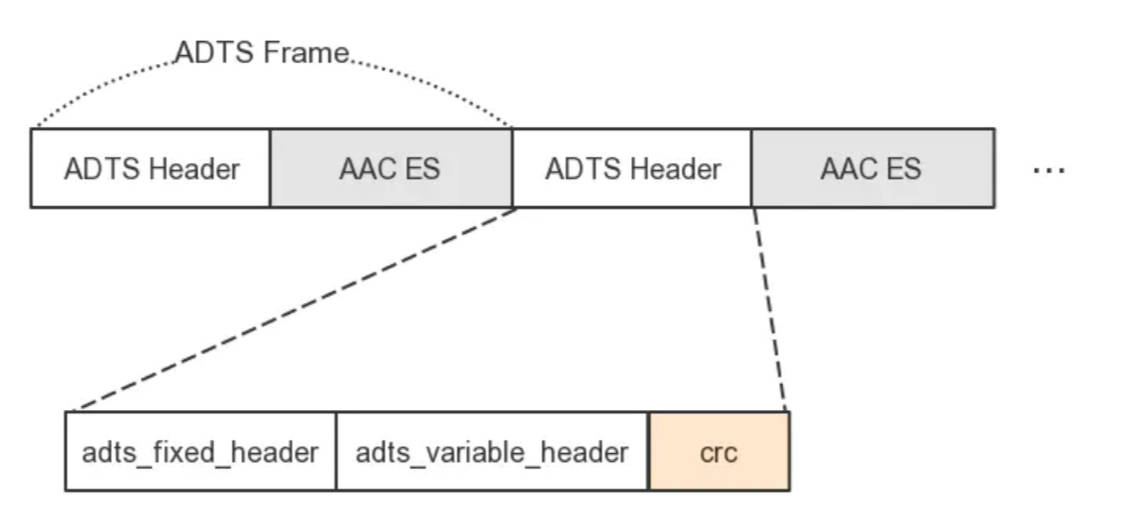 ADTS Frame
ADTS Header AAC ES ADTS Header AAC ES ...
adts_fixed_header adts_variable_header crc